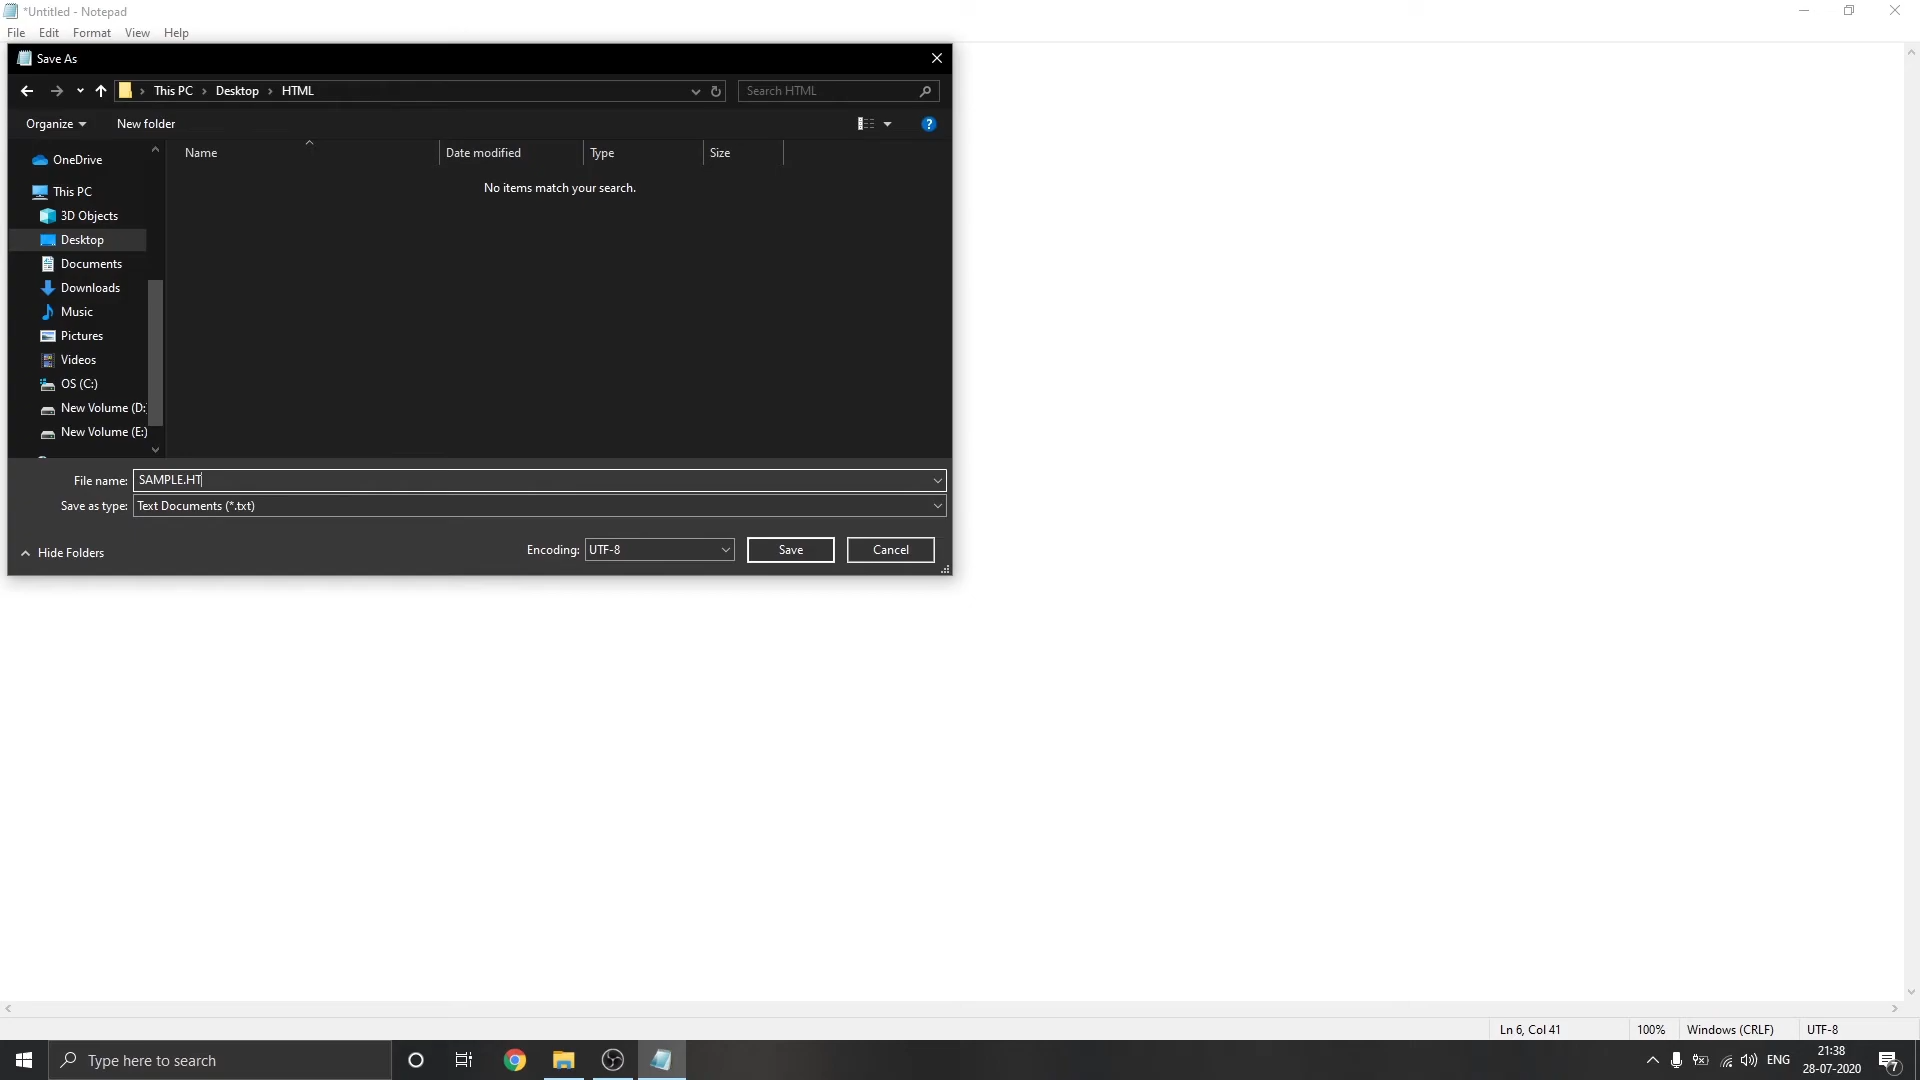 *Untitled - Notepad
File Edit Format View Help
Save As
This PC Desktop HTML
Search HTML
Organize New folder
Name Date modified Type Size
No items match your search.
OneDrive
This PC
3D Objects
Desktop
Documents
Downloads
Music
Pictures
Videos
OS (C:)
New Volume (D:
New Volume (E:)
File name: SAMPLE.HT
Save as type: Text Documents (*.txt)
Hide Folders
Encoding: UTF-8 Save Cancel
Ln 6, Col 41 100% Windows (CRLF) UTF-8
Type here to search
ENG
21:38
28-07-2020
7